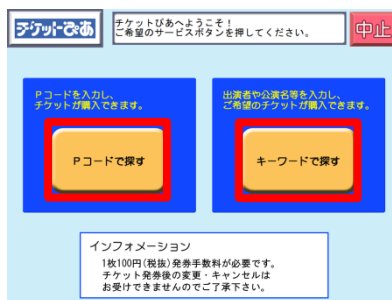 チケットぴあ
チケットぴあへようこそ！
ご希望のサービスボタンを押してください。
中止
Pコードを入力し、
チケットが購入できます。
Pコードで探す
出演者や公演名等を入力し、
ご希望のチケットが購入できます。
キーワードで探す
インフォメーション
1枚100円(税抜)発券手数料が必要です。
チケット発券後の変更・キャンセルは
お受けできませんのでご了承下さい。